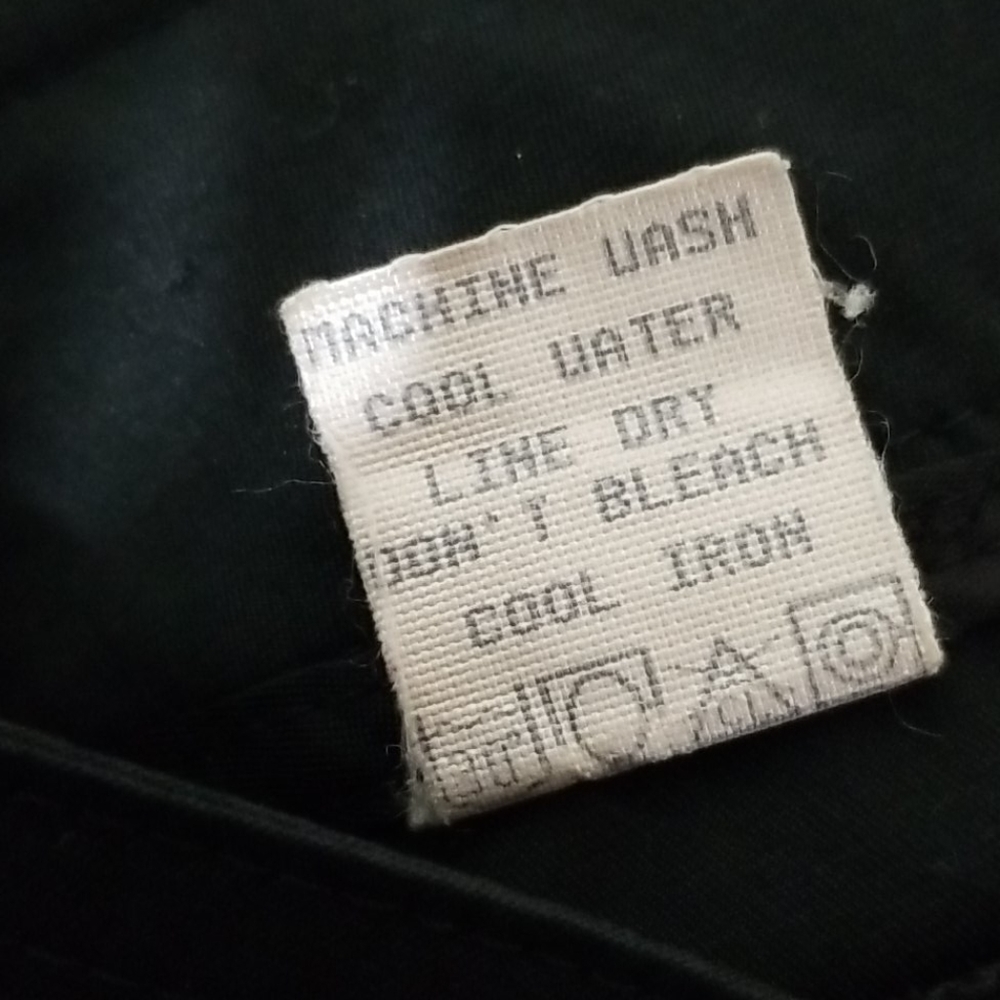 MACHINE WASH
COOL WATER
LINE DRY
DON'T BLEACH
COOL IRON